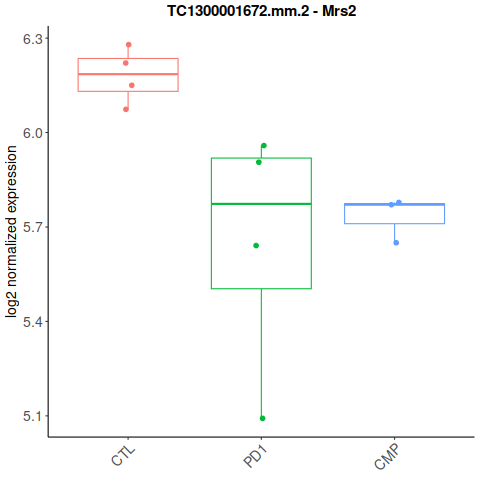 TC1300001672.mm.2 - Mrs2
log2 normalized expression
6.3
6.0
5.7
5.4
5.1
CTL
PD1
CMP